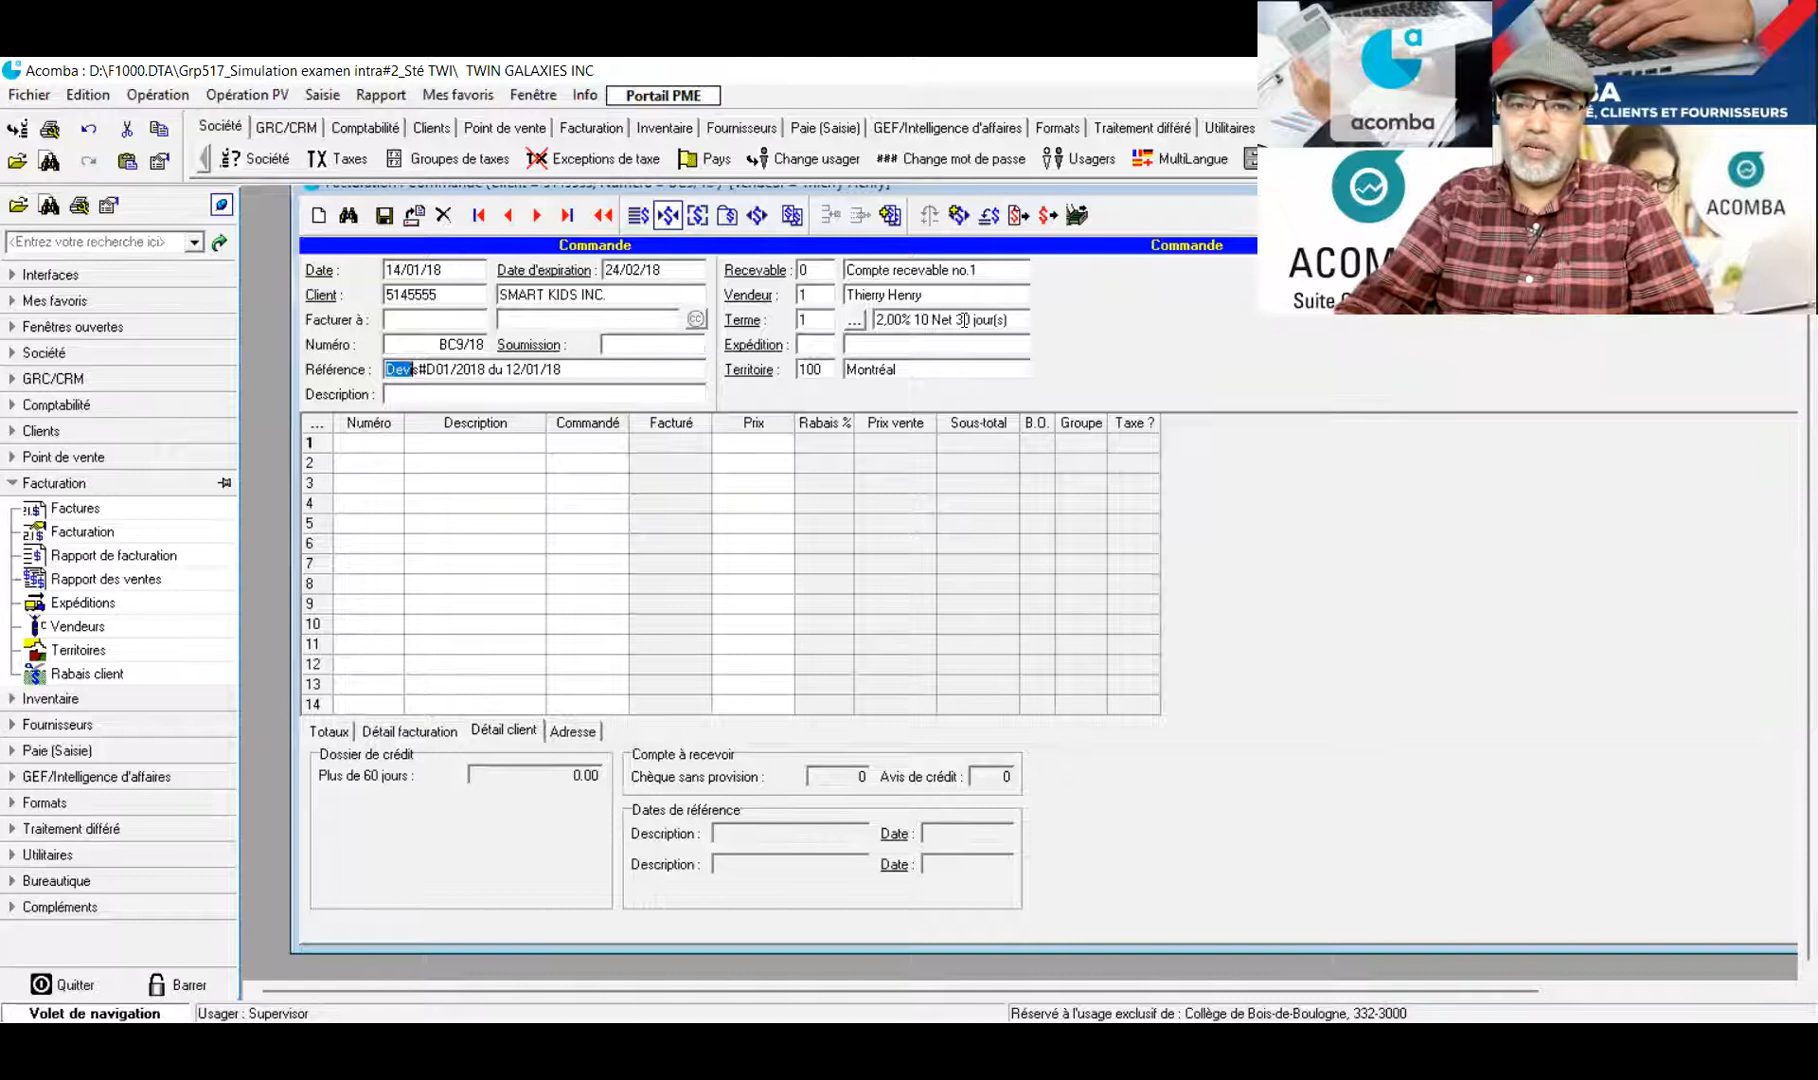 Acomba : D:\F1000.DTA\Grp517_Simulation examen intra#2_Sté TWI\ TWIN GALAXIES INC
Fichier Edition Opération Opération PV Saisie Rapport Mes favoris Fenêtre Info Portail PME
Société GRC/CRM Comptabilité Clients Point de vente Facturation Inventaire Fournisseurs Paie (Saisie) GEF/Intelligence d'affaires Formats Traitement différé Utilitaires
Société Taxes Groupes de taxes Exceptions de taxe Pays Change usager Change mot de passe Usagers MultiLangue
<Entrez votre recherche ici>
Interfaces
Mes favoris
Fenêtres ouvertes
Société
GRC/CRM
Comptabilité
Clients
Point de vente
Facturation
Factures
Facturation
Rapport de facturation
Rapport des ventes
Expéditions
Vendeurs
Territoires
Rabais client
Inventaire
Fournisseurs
Paie (Saisie)
GEF/Intelligence d'affaires
Formats
Traitement différé
Utilitaires
Bureautique
Compléments
Quitter Barrer
Volet de navigation Usager : Supervisor Réservé à l'usage exclusif de : Collège de Bois-de-Boulogne, 332-3000
Commande Commande
Date : 14/01/18 Date d'expiration : 24/02/18 Recevable : 0 Compte recevable no.1
Client : 5145555 SMART KIDS INC. Vendeur : 1 Thierry Henry
Facturer à : Terme : 1 ... 2,00% 10 Net 30 jour(s)
Numéro : BC9/18 Soumission : Expédition :
Référence : Devis#D01/2018 du 12/01/18 Territoire : 100 Montréal
Description :
... Numéro Description Commandé Facturé Prix Rabais % Prix vente Sous-total B.O. Groupe Taxe ?
1
2
3
4
5
6
7
8
9
10
11
12
13
14
Totaux Détail facturation Détail client Adresse
Dossier de crédit Compte à recevoir
Plus de 60 jours : 0.00 Chèque sans provision : 0 Avis de crédit : 0
Dates de référence
Description : Date :
Description : Date :
acomba
BA
É, CLIENTS ET FOURNISSEURS
ACOMBA
Suite
ACOMBA